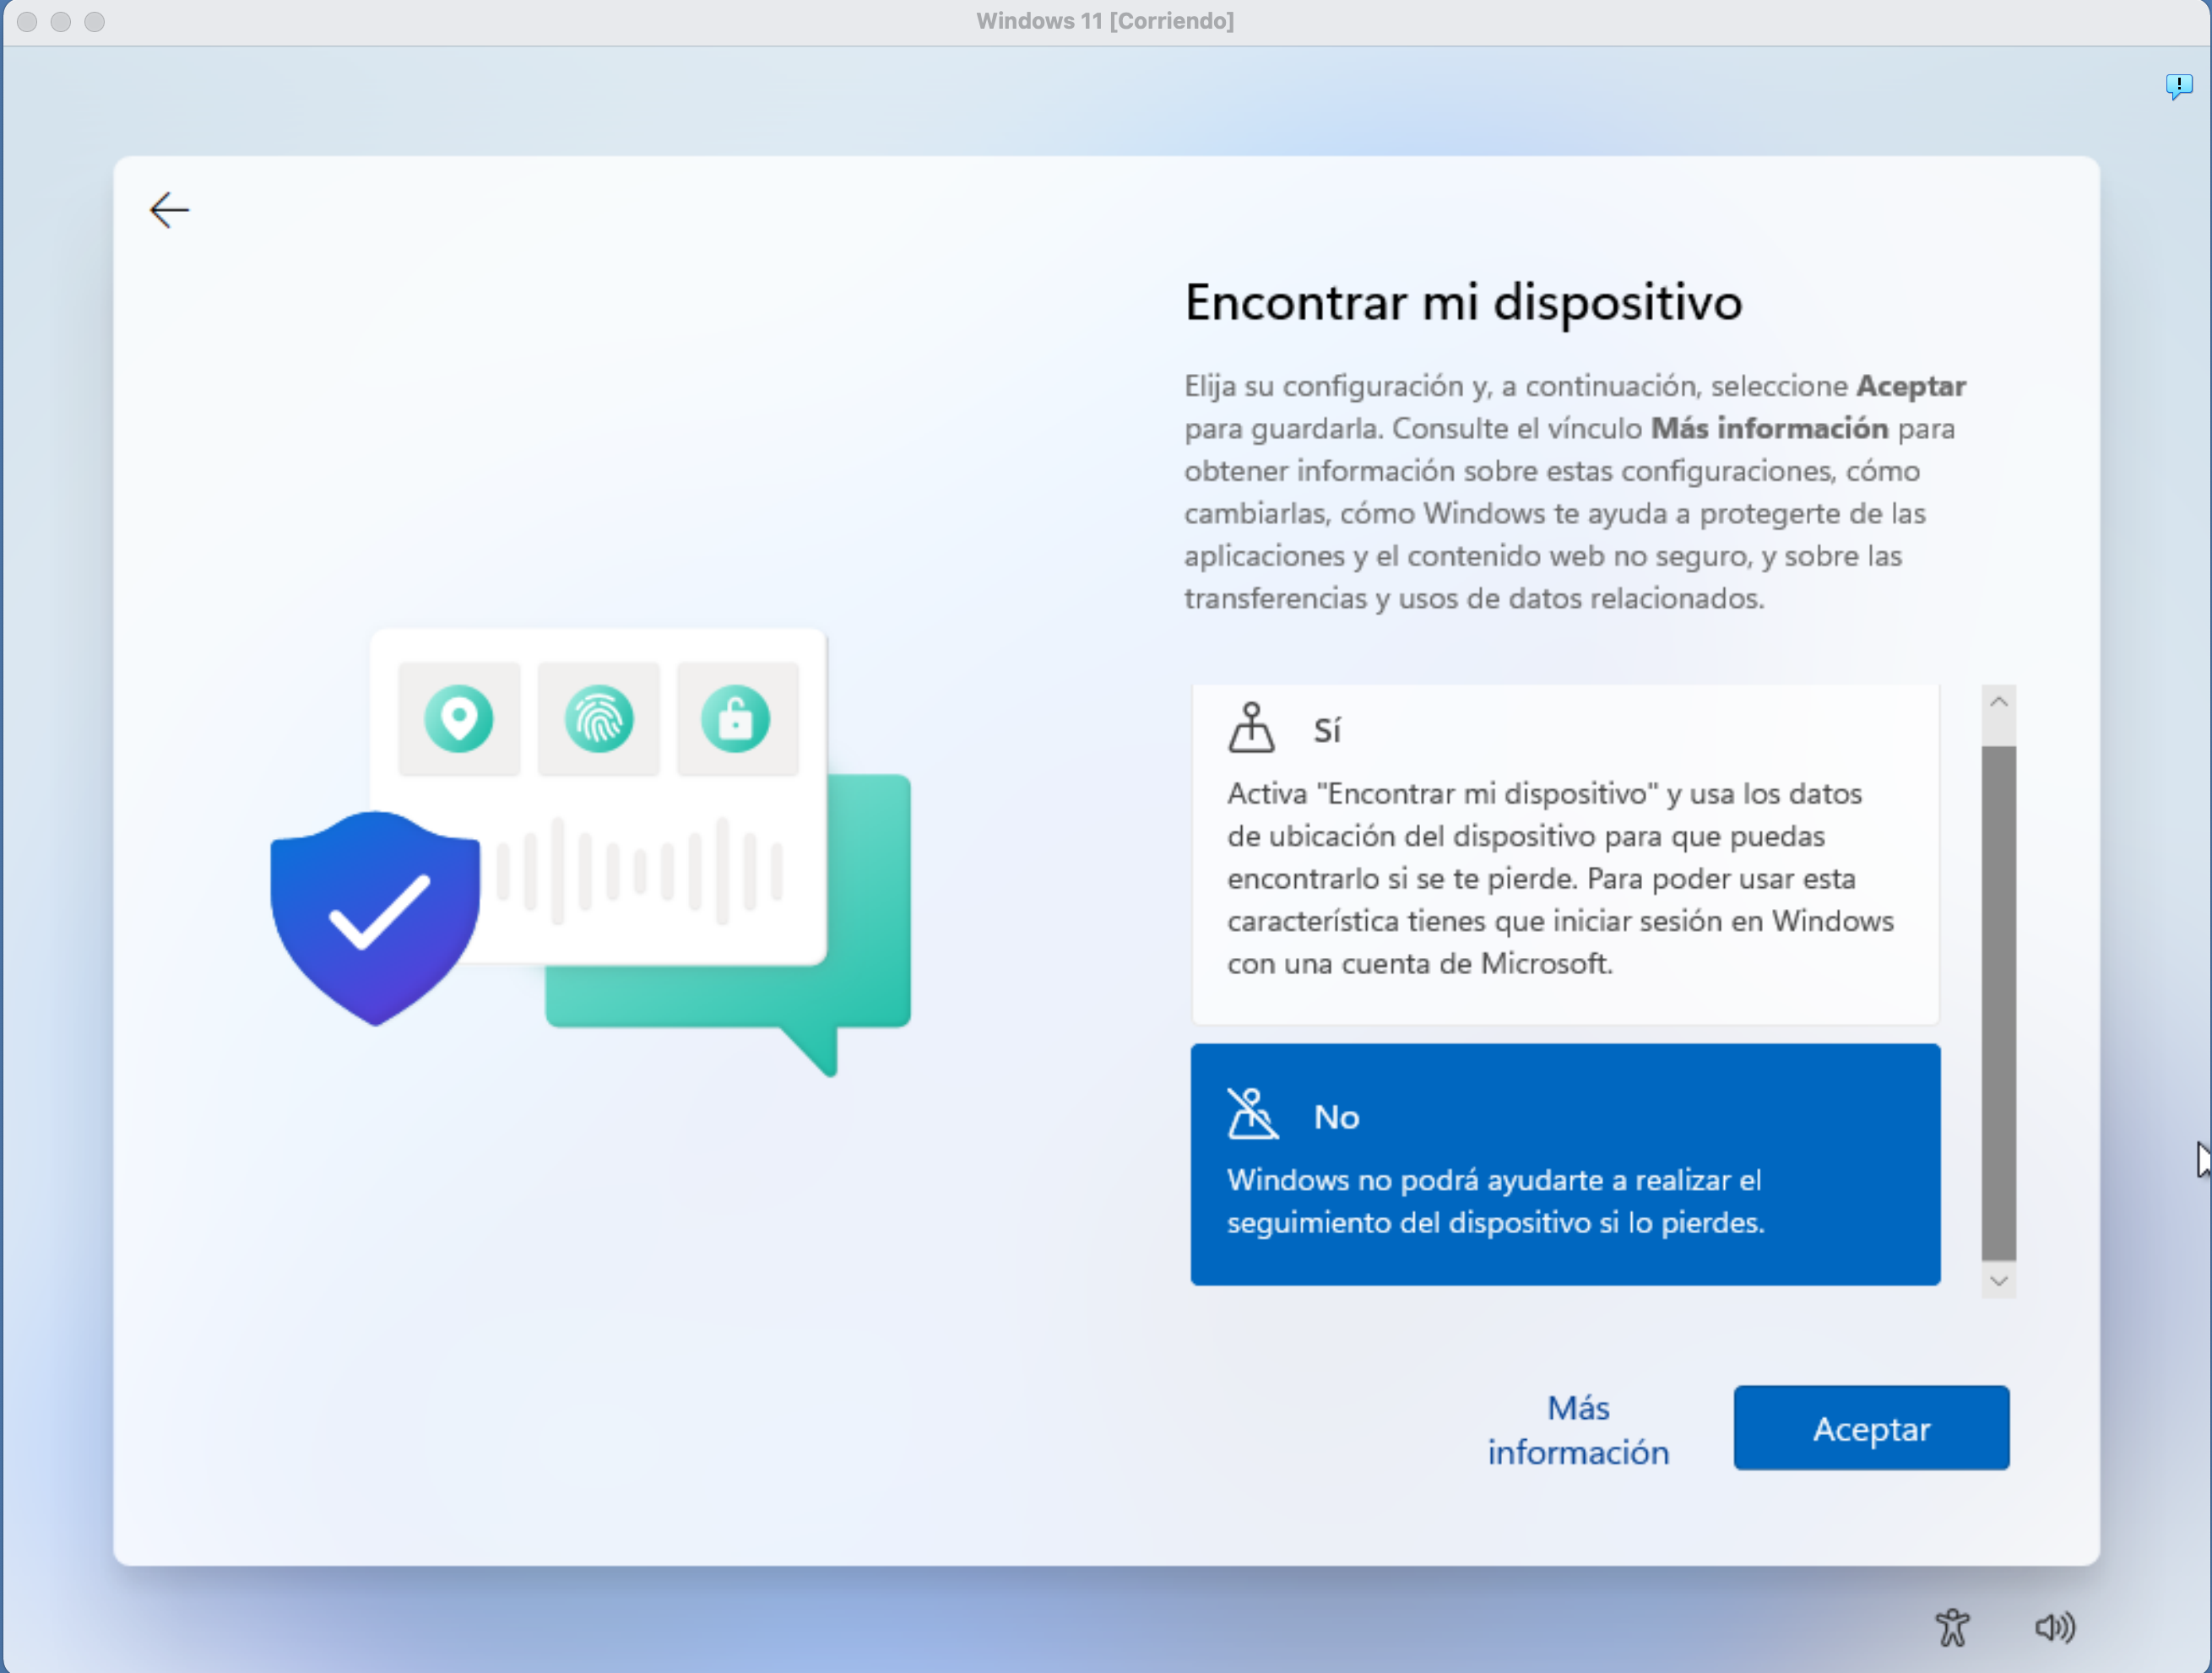 Windows 11 [Corriendo]
Encontrar mi dispositivo
Elija su configuración y, a continuación, seleccione Aceptar
para guardarla. Consulte el vínculo Más información para
obtener información sobre estas configuraciones, cómo
cambiarlas, cómo Windows te ayuda a protegerte de las
aplicaciones y el contenido web no seguro, y sobre las
transferencias y usos de datos relacionados.
Sí
Activa "Encontrar mi dispositivo" y usa los datos
de ubicación del dispositivo para que puedas
encontrarlo si se te pierde. Para poder usar esta
característica tienes que iniciar sesión en Windows
con una cuenta de Microsoft.
No
Windows no podrá ayudarte a realizar el
seguimiento del dispositivo si lo pierdes.
Más
información
Aceptar